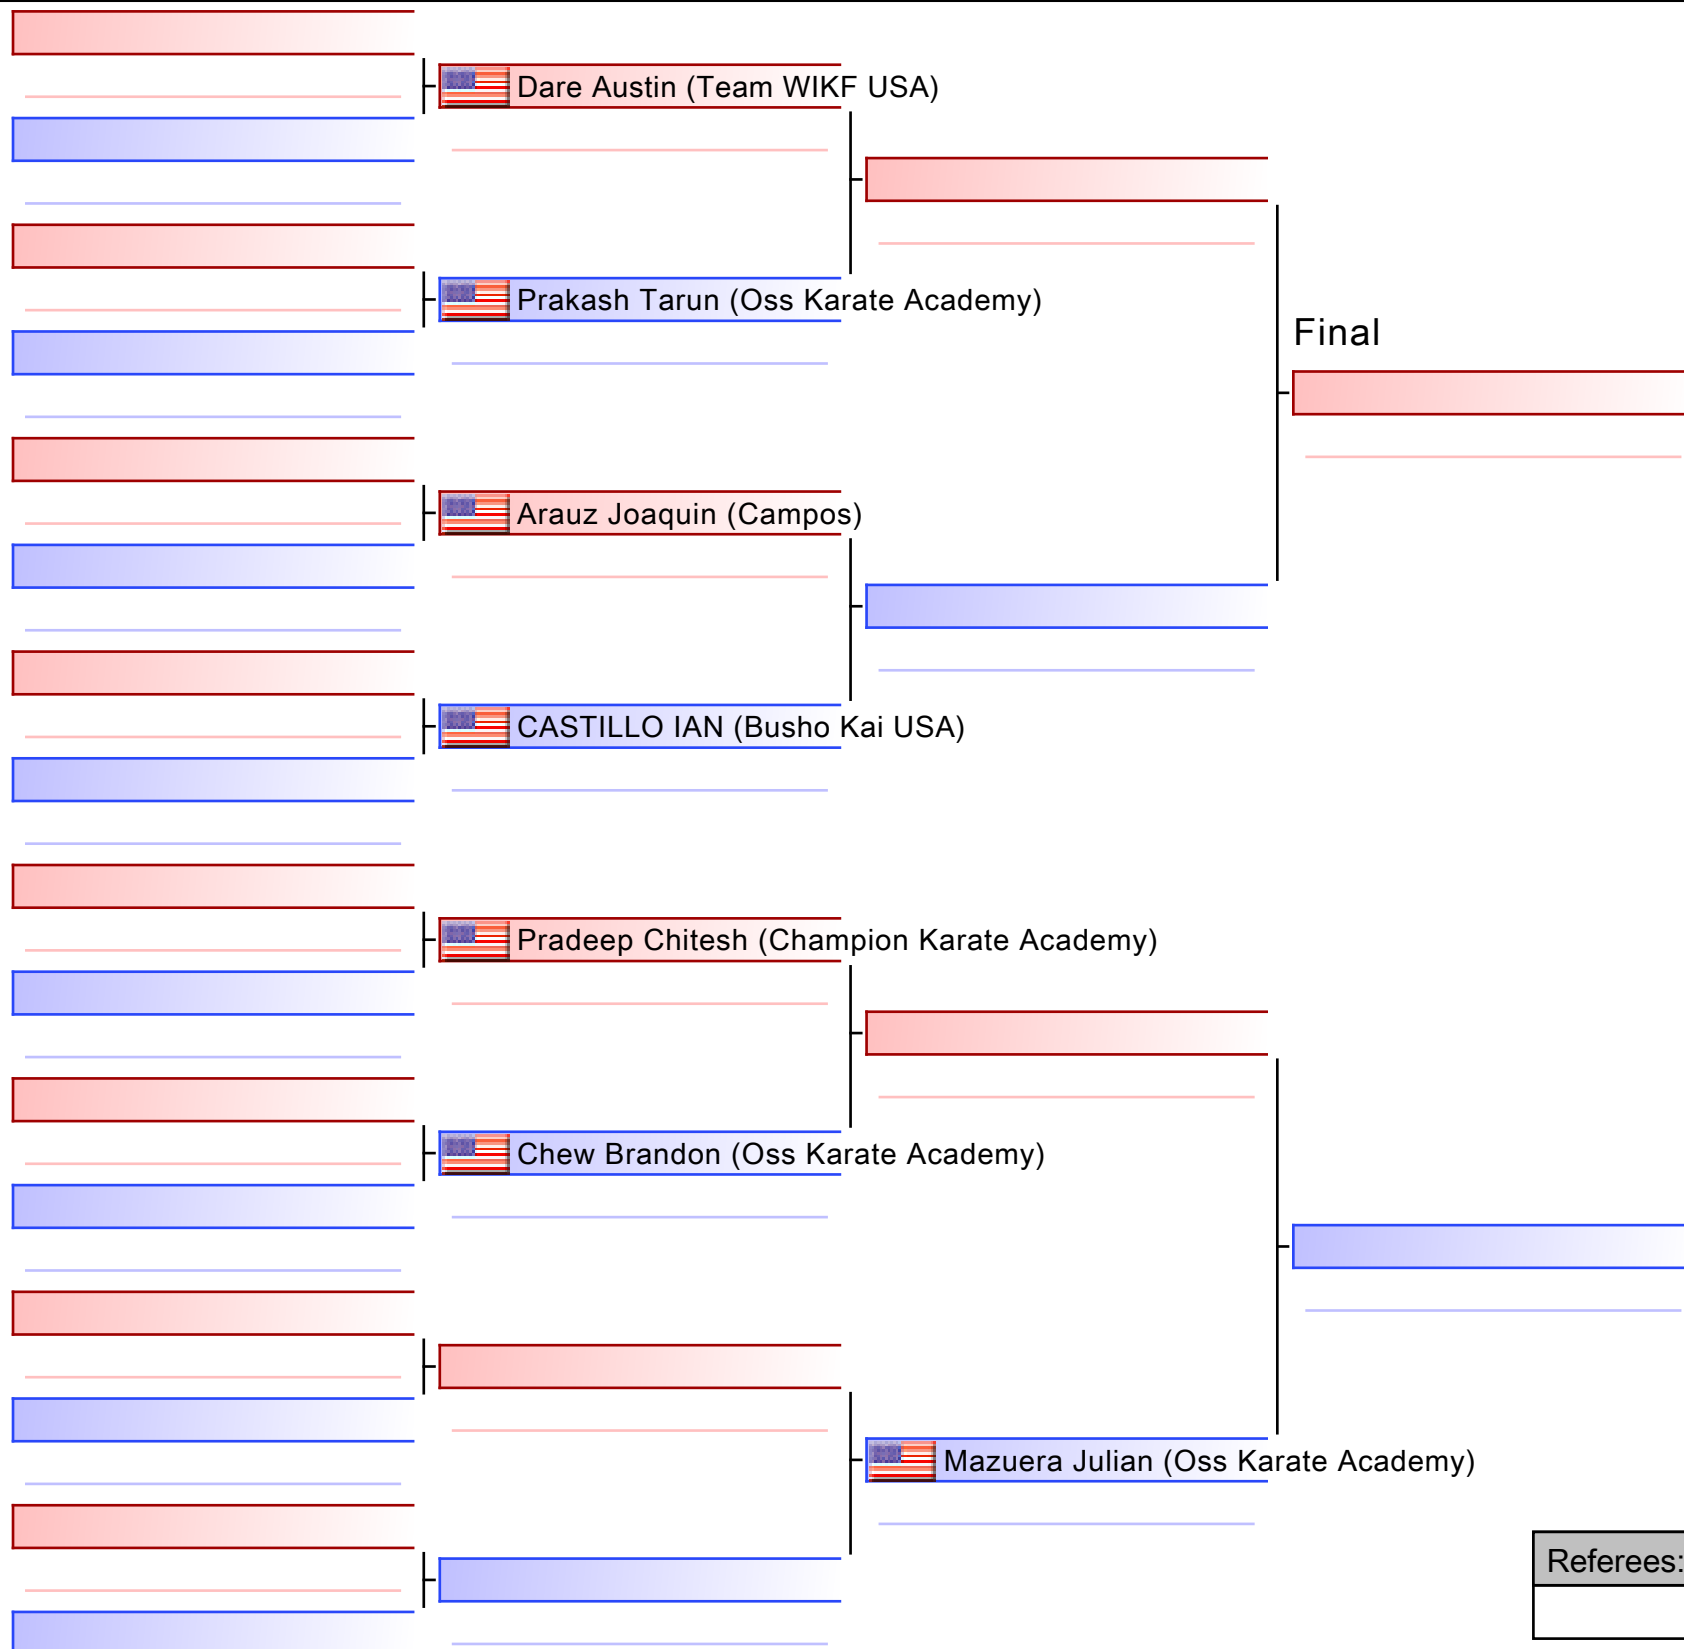 Dare Austin (Team WIKF USA)
Prakash Tarun (Oss Karate Academy)
Final
Arauz Joaquin (Campos)
CASTILLO IAN (Busho Kai USA)
Pradeep Chitesh (Champion Karate Academy)
Chew Brandon (Oss Karate Academy)
Mazuera Julian (Oss Karate Academy)
Referees: